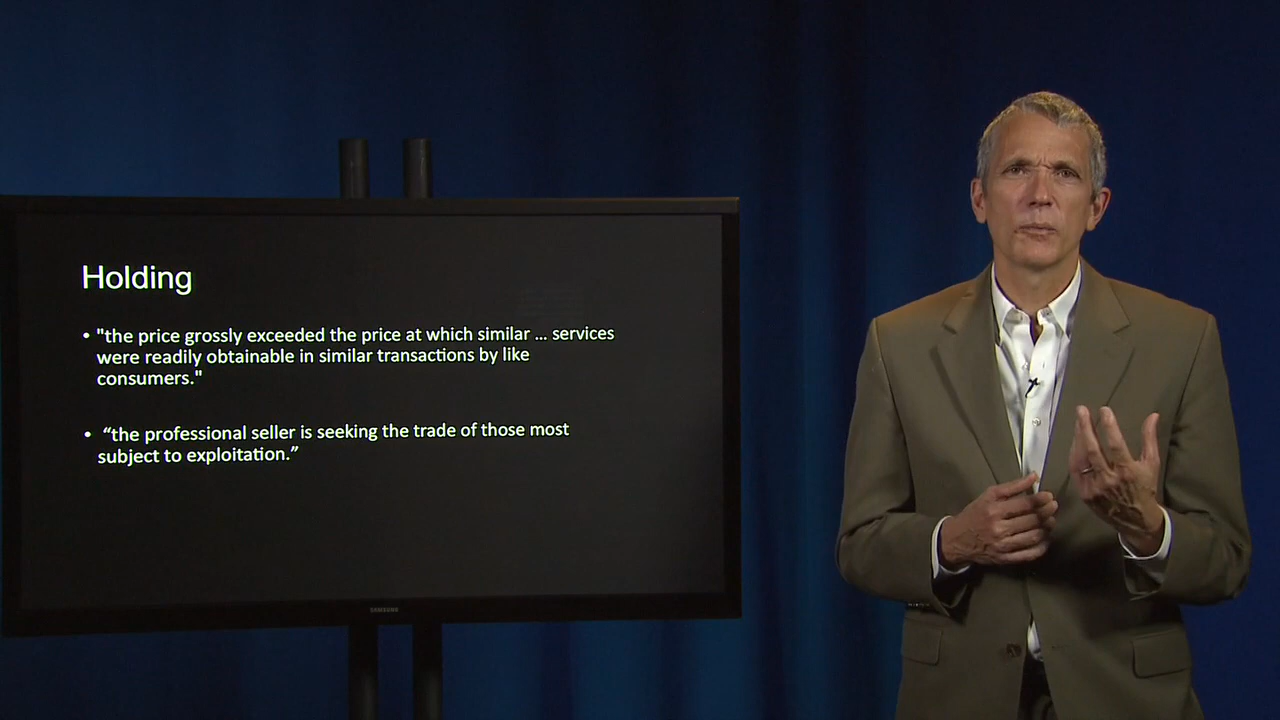 Holding
• "the price grossly exceeded the price at which similar ... services
were readily obtainable in similar transactions by like
consumers."
• “the professional seller is seeking the trade of those most
subject to exploitation.”
SAMSUNG